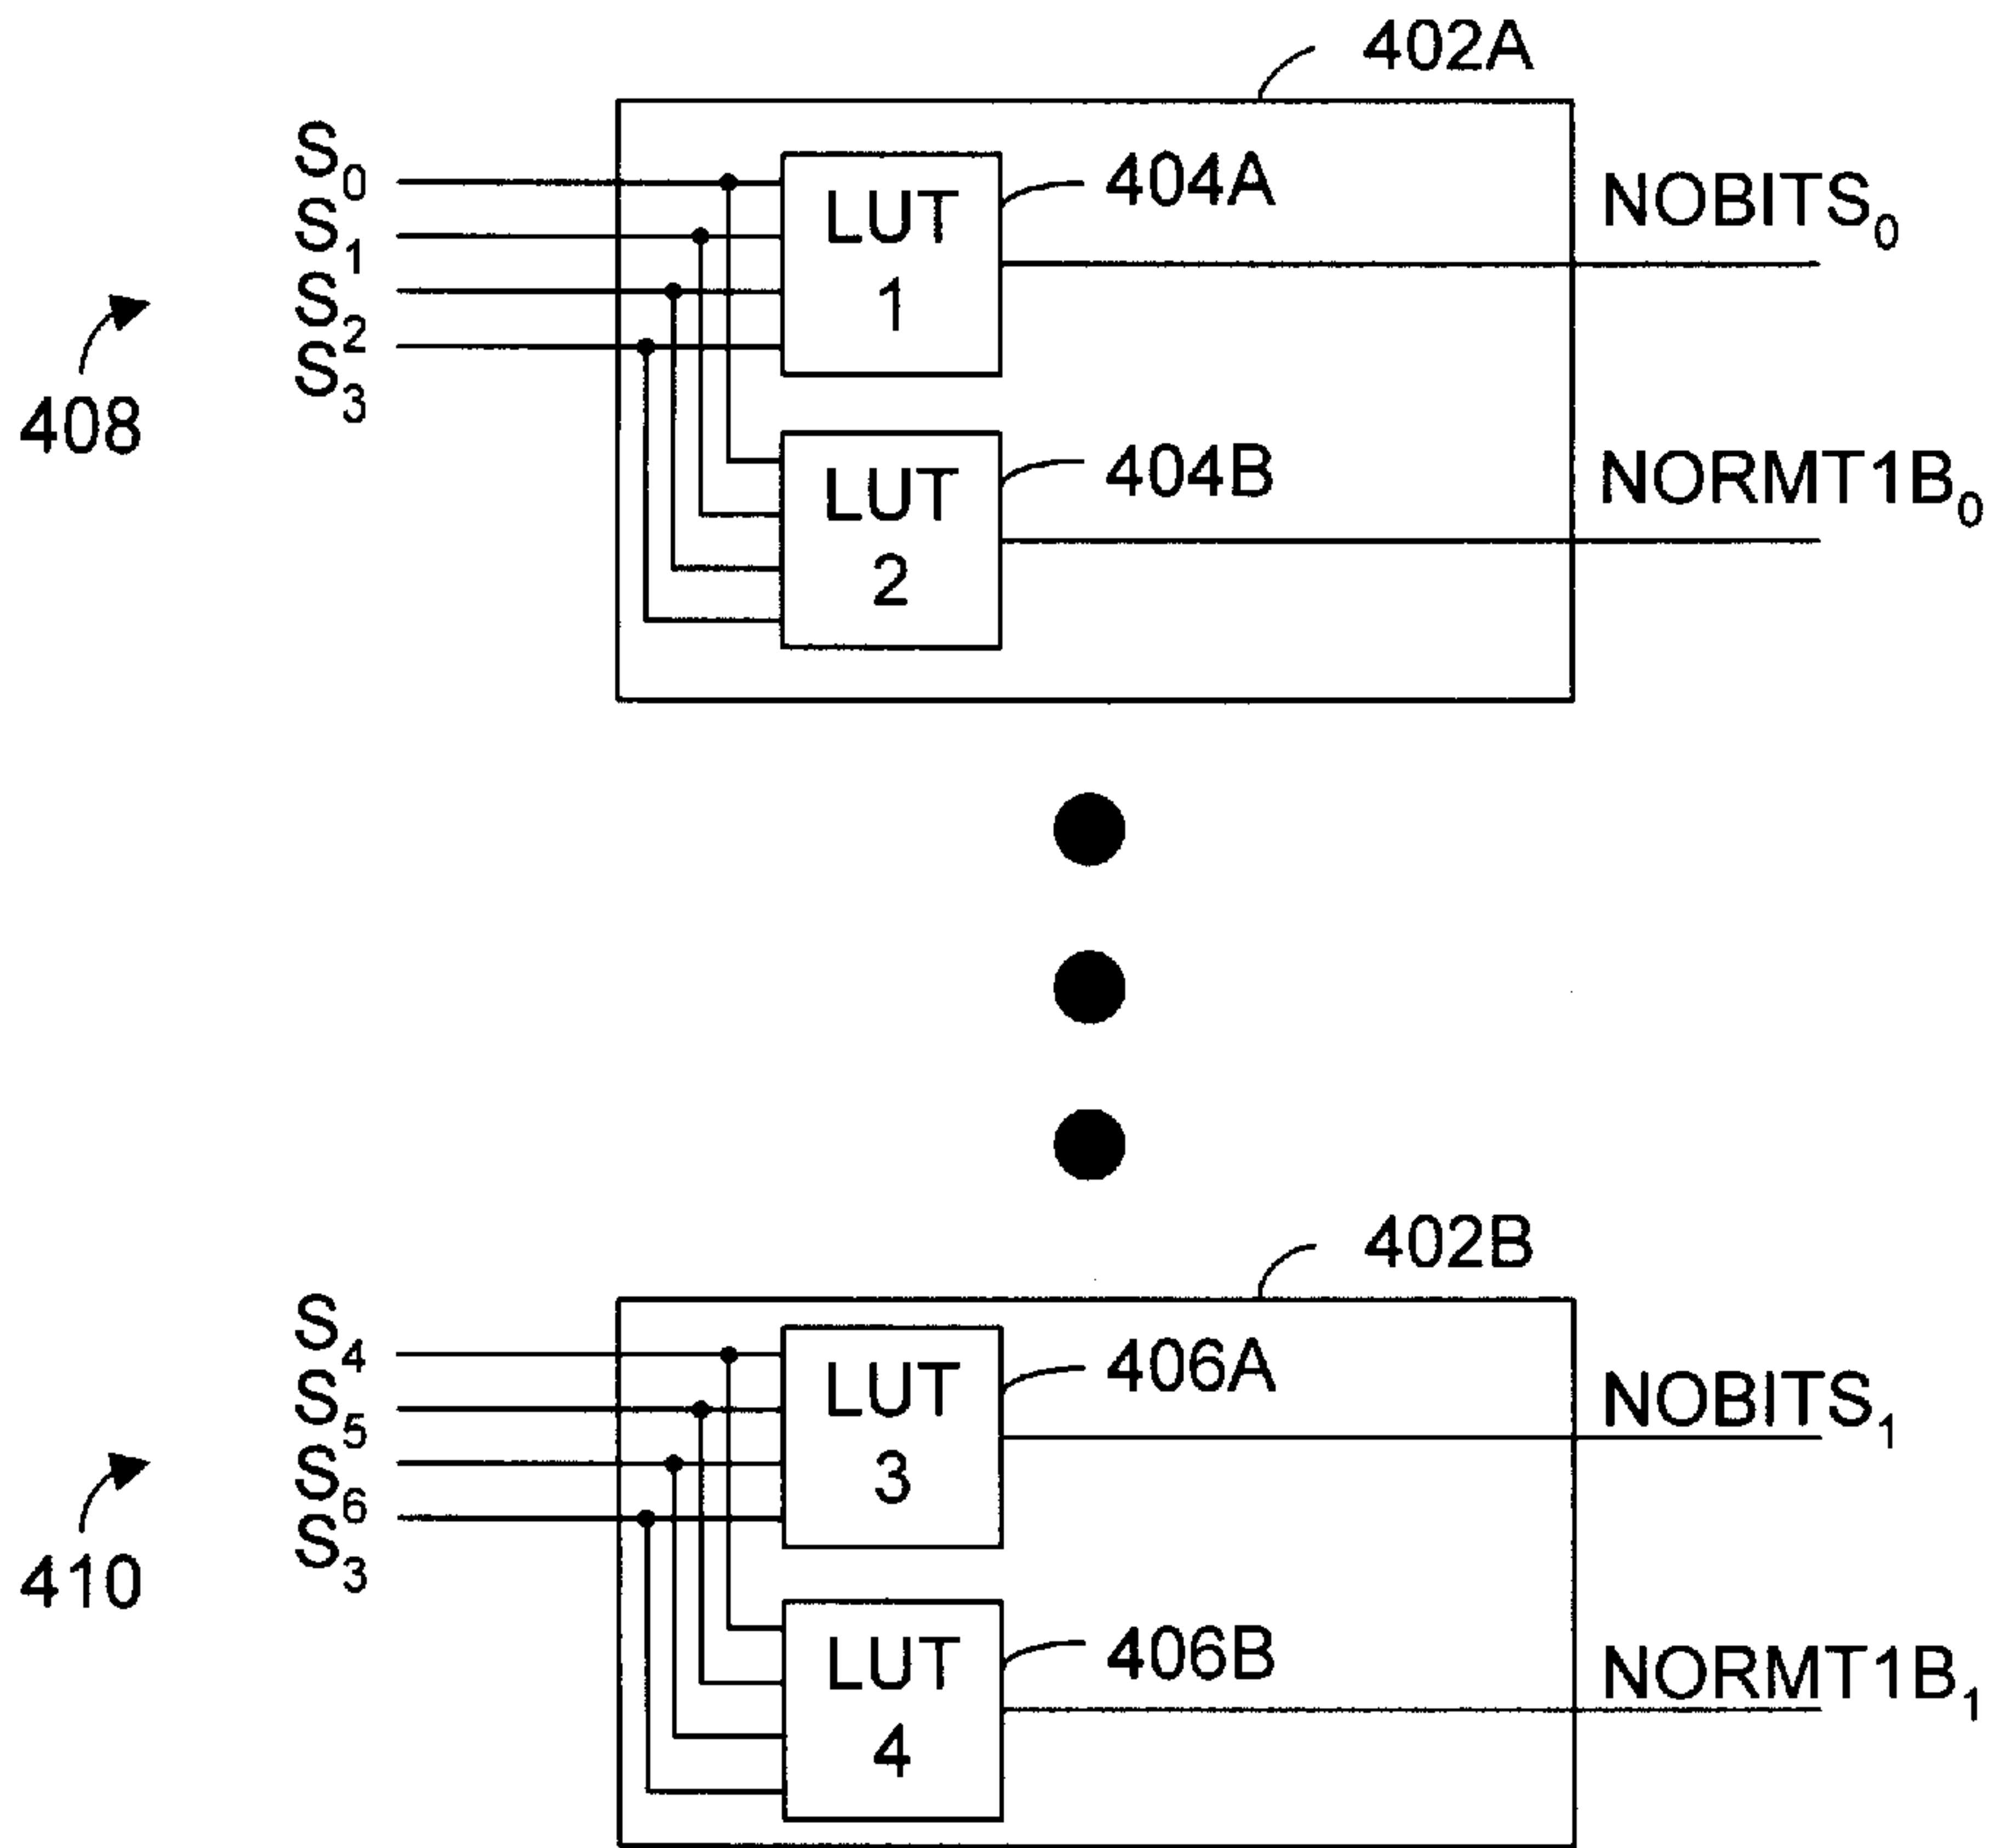 402A
S0
S1
S2
S3
408
LUT
1
404A
NOBITS0
LUT
2
404B
NORMT1B0
402B
S4
S5
S6
S3
410
LUT
3
406A
NOBITS1
LUT
4
406B
NORMT1B1